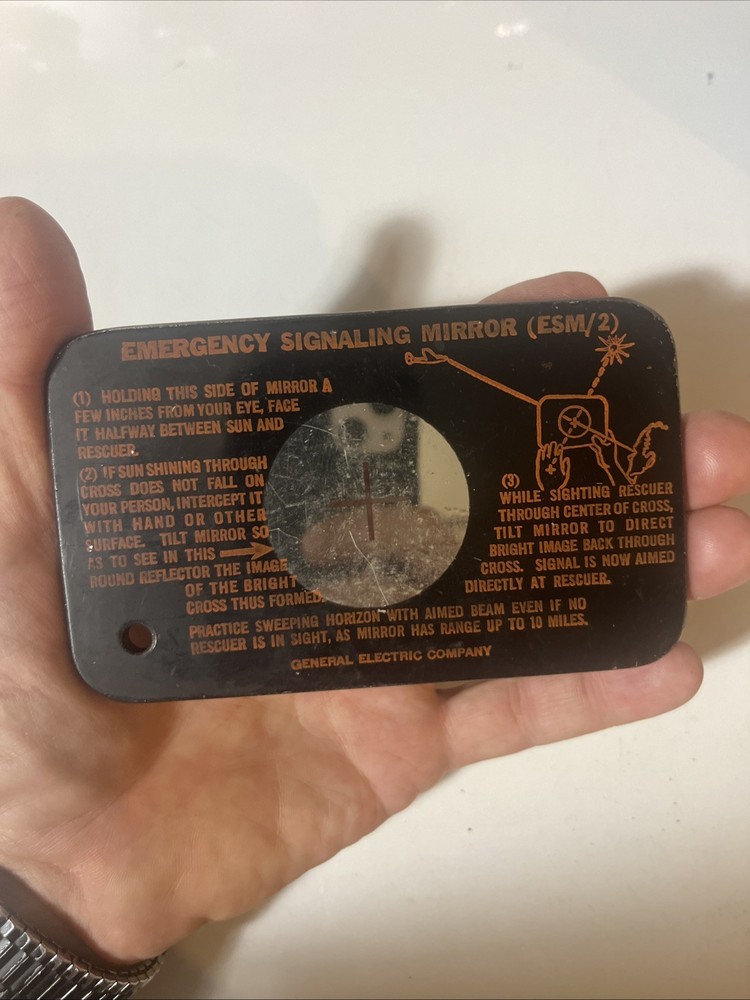 EMERGENCY SIGNALING MIRROR (ESM/2)
(1) HOLDING THIS SIDE OF MIRROR A
FEW INCHES FROM YOUR EYE, FACE
IT HALFWAY BETWEEN SUN AND
RESCUER.
(2) IF SUN SHINING THROUGH
CROSS DOES NOT FALL ON
YOUR PERSON, INTERCEPT IT
WITH HAND OR OTHER
SURFACE. TILT MIRROR SO
AS TO SEE IN THIS
ROUND REFLECTOR THE IMAGE
OF THE BRIGHT
CROSS THUS FORMED.
(3)
WHILE SIGHTING RESCUER
THROUGH CENTER OF CROSS,
TILT MIRROR TO DIRECT
BRIGHT IMAGE BACK THROUGH
CROSS. SIGNAL IS NOW AIMED
DIRECTLY AT RESCUER.
PRACTICE SWEEPING HORIZON WITH AIMED BEAM EVEN IF NO
RESCUER IS IN SIGHT, AS MIRROR HAS RANGE UP TO 10 MILES.
GENERAL ELECTRIC COMPANY